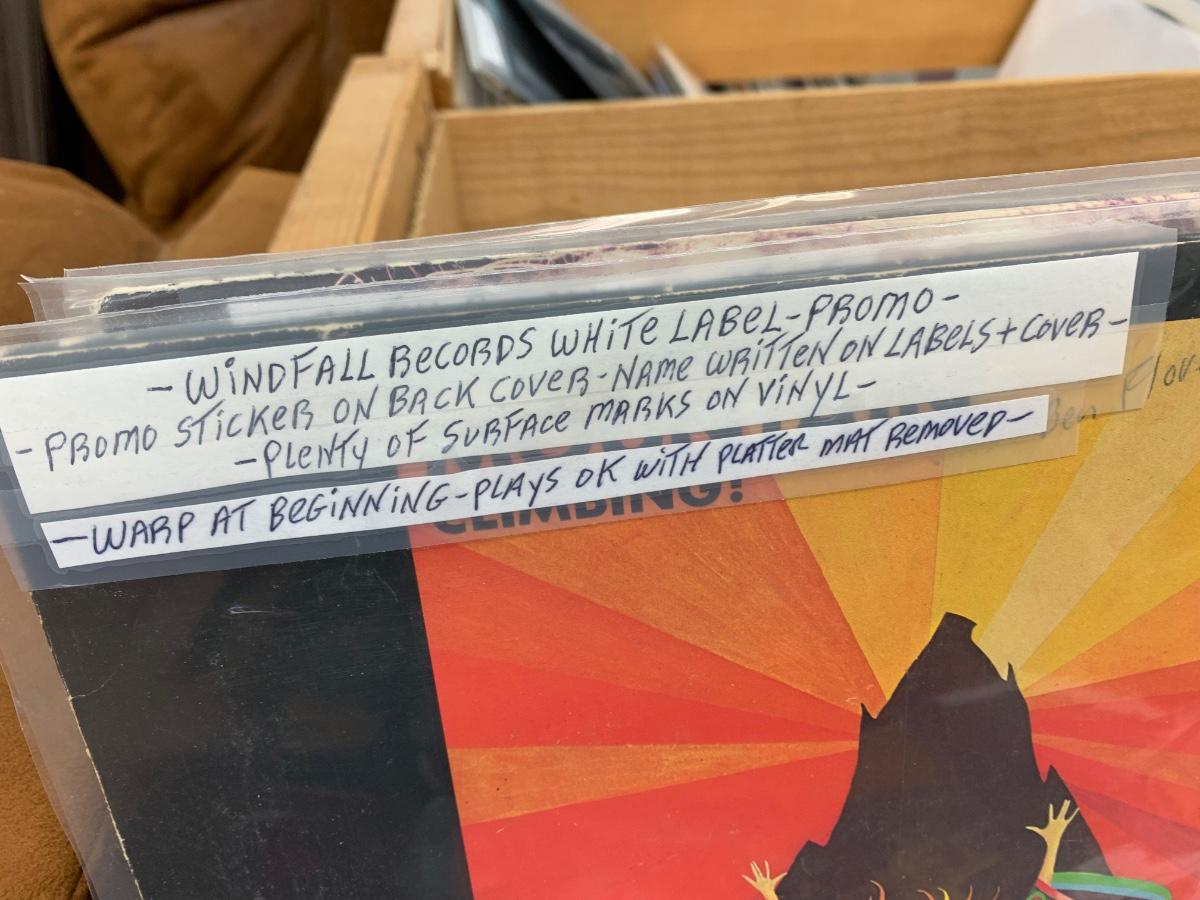 -WiNDFALL RECORDS WHiTE LABEL-PROMO-
-PROMO STiCKER ON BACK COVER-NAME WRiTTEN ON LABELS+COVER-
-PLENTY OF SURFACE MARKS ON ViNYL-
-WARP AT BEGiNNiNG-PLAYS OK WiTH PLATTER MAT REMOVED-
Ben
CLIMBING!